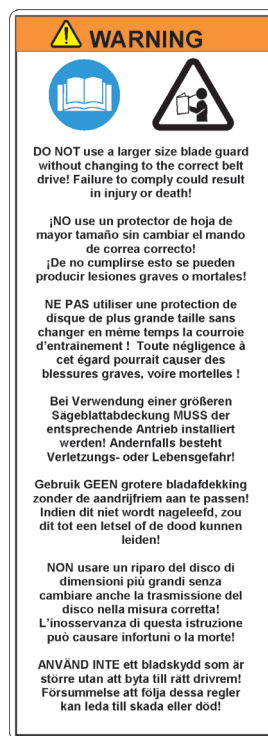 WARNING
DO NOT use a larger size blade guard
without changing to the correct belt
drive! Failure to comply could result
in injury or death!
¡NO use un protector de hoja de
mayor tamaño sin cambiar el mando
de correa correcto!
¡De no cumplirse esto se pueden
producir lesiones graves o mortales!
NE PAS utiliser une protection de
disque de plus grande taille sans
changer en même temps la courroie
d'entrainement ! Toute négligence à
cet égard pourrait causer des
blessures graves, voire mortelles !
Bei Verwendung einer größeren
Sägeblattabdeckung MUSS der
entsprechende Antrieb installiert
werden! Andernfalls besteht
Verletzungs- oder Lebensgefahr!
Gebruik GEEN grotere bladafdekking
zonder de aandrijfriem aan te passen!
Indien dit niet wordt nageleefd, zou
dit tot een letsel of de dood kunnen
leiden!
NON usare un riparo del disco di
dimensioni più grandi senza
cambiare anche la trasmissione del
disco nella misura corretta!
L'inosservanza di questa istruzione
può causare infortuni o la morte!
ANVÄND INTE ett bladskydd som är
större utan att byta till rätt drivrem!
Försummelse att följa dessa regler
kan leda till skada eller död!